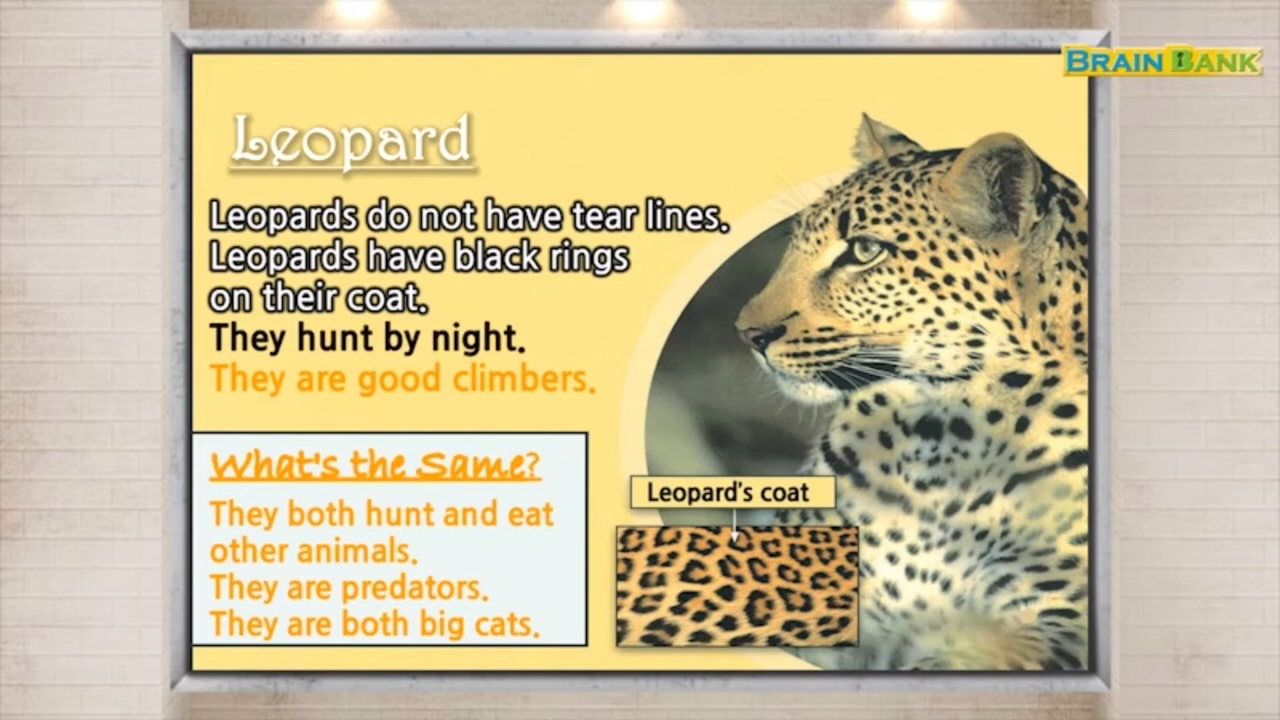 BRAIN BANK
Leopard
Leopards do not have tear lines.
Leopards have black rings
on their coat.
They hunt by night.
They are good climbers.
What's the Same?
They both hunt and eat
other animals.
They are predators.
They are both big cats.
Leopard's coat